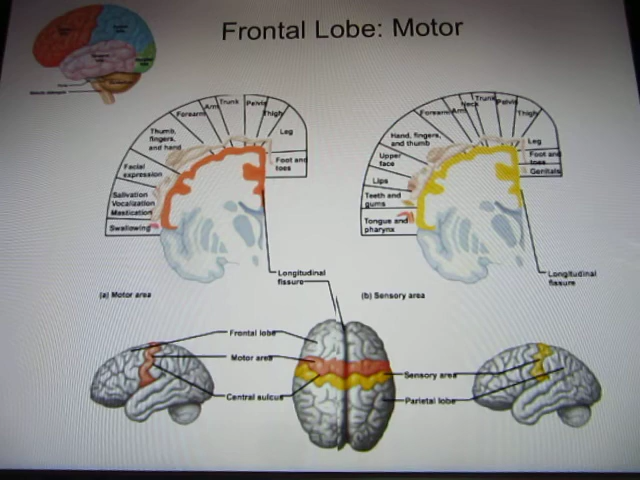 Frontal Lobe: Motor
Trunk
Pelvis
Arm
Thigh
Forearm
Leg
Thumb,
fingers,
and hand
Foot and
toes
Facial
expression
Salivation
Vocalization
Mastication
Swallowing
Longitudinal
fissure
(a) Motor area
Trunk
Neck
Pelvis
Arm
Thigh
Forearm
Leg
Hand, fingers,
and thumb
Foot and
toes
Upper
face
Genitals
Lips
Teeth and
gums
Tongue and
pharynx
Longitudinal
fissure
(b) Sensory area
Frontal lobe
Motor area
Central sulcus
Sensory area
Parietal lobe